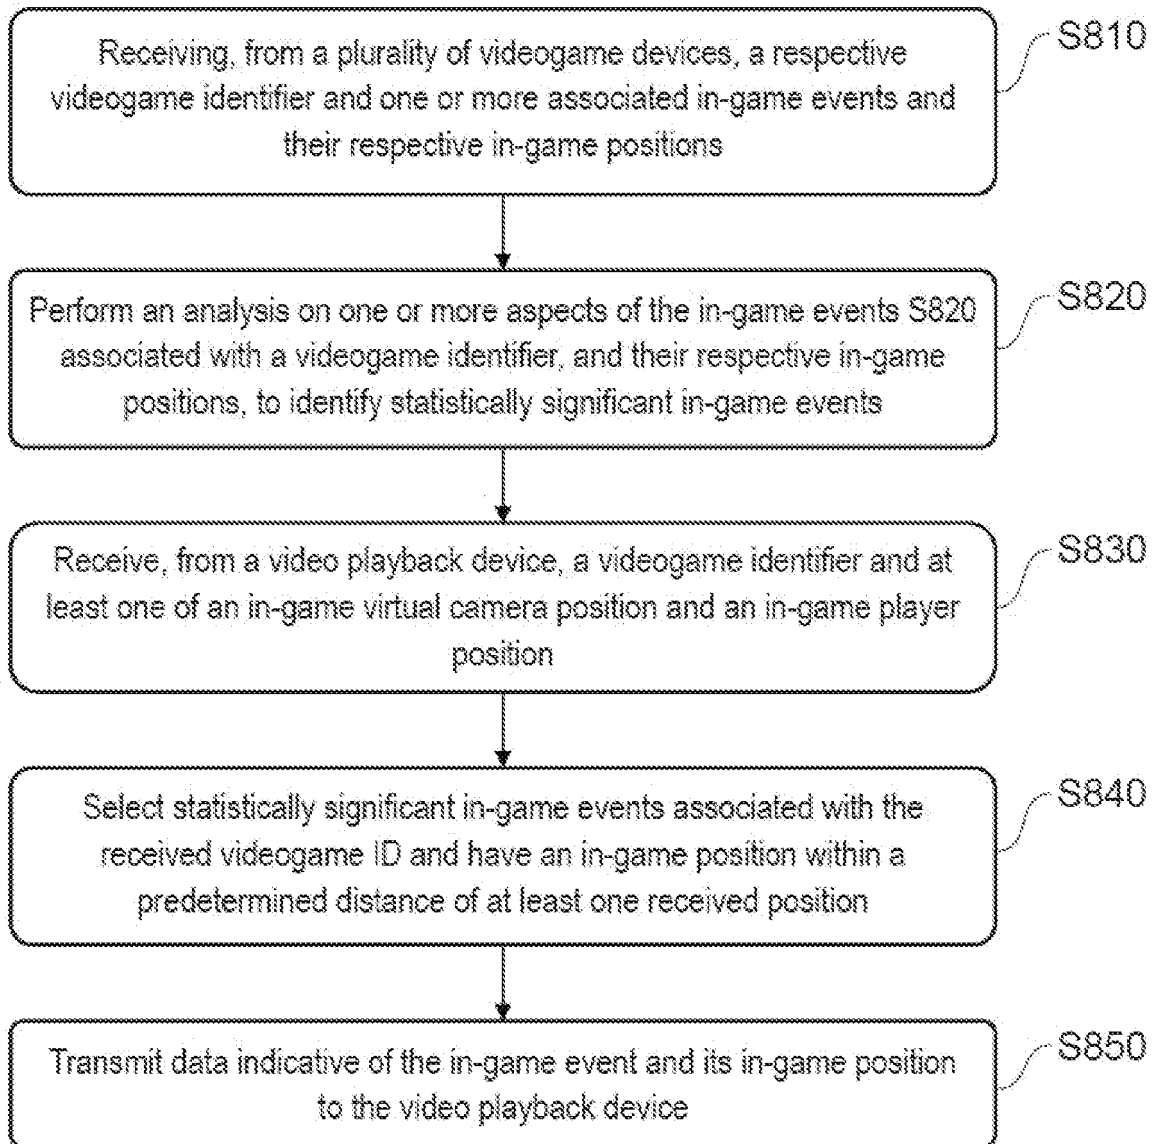 Receiving, from a plurality of videogame devices, a respective
videogame identifier and one or more associated in-game events and
their respective in-game positions
S810
Perform an analysis on one or more aspects of the in-game events S820
associated with a videogame identifier, and their respective in-game
positions, to identify statistically significant in-game events
S820
Receive, from a video playback device, a videogame identifier and at
least one of an in-game virtual camera position and an in-game player
position
S830
Select statistically significant in-game events associated with the
received videogame ID and have an in-game position within a
predetermined distance of at least one received position
S840
Transmit data indicative of the in-game event and its in-game position
to the video playback device
S850